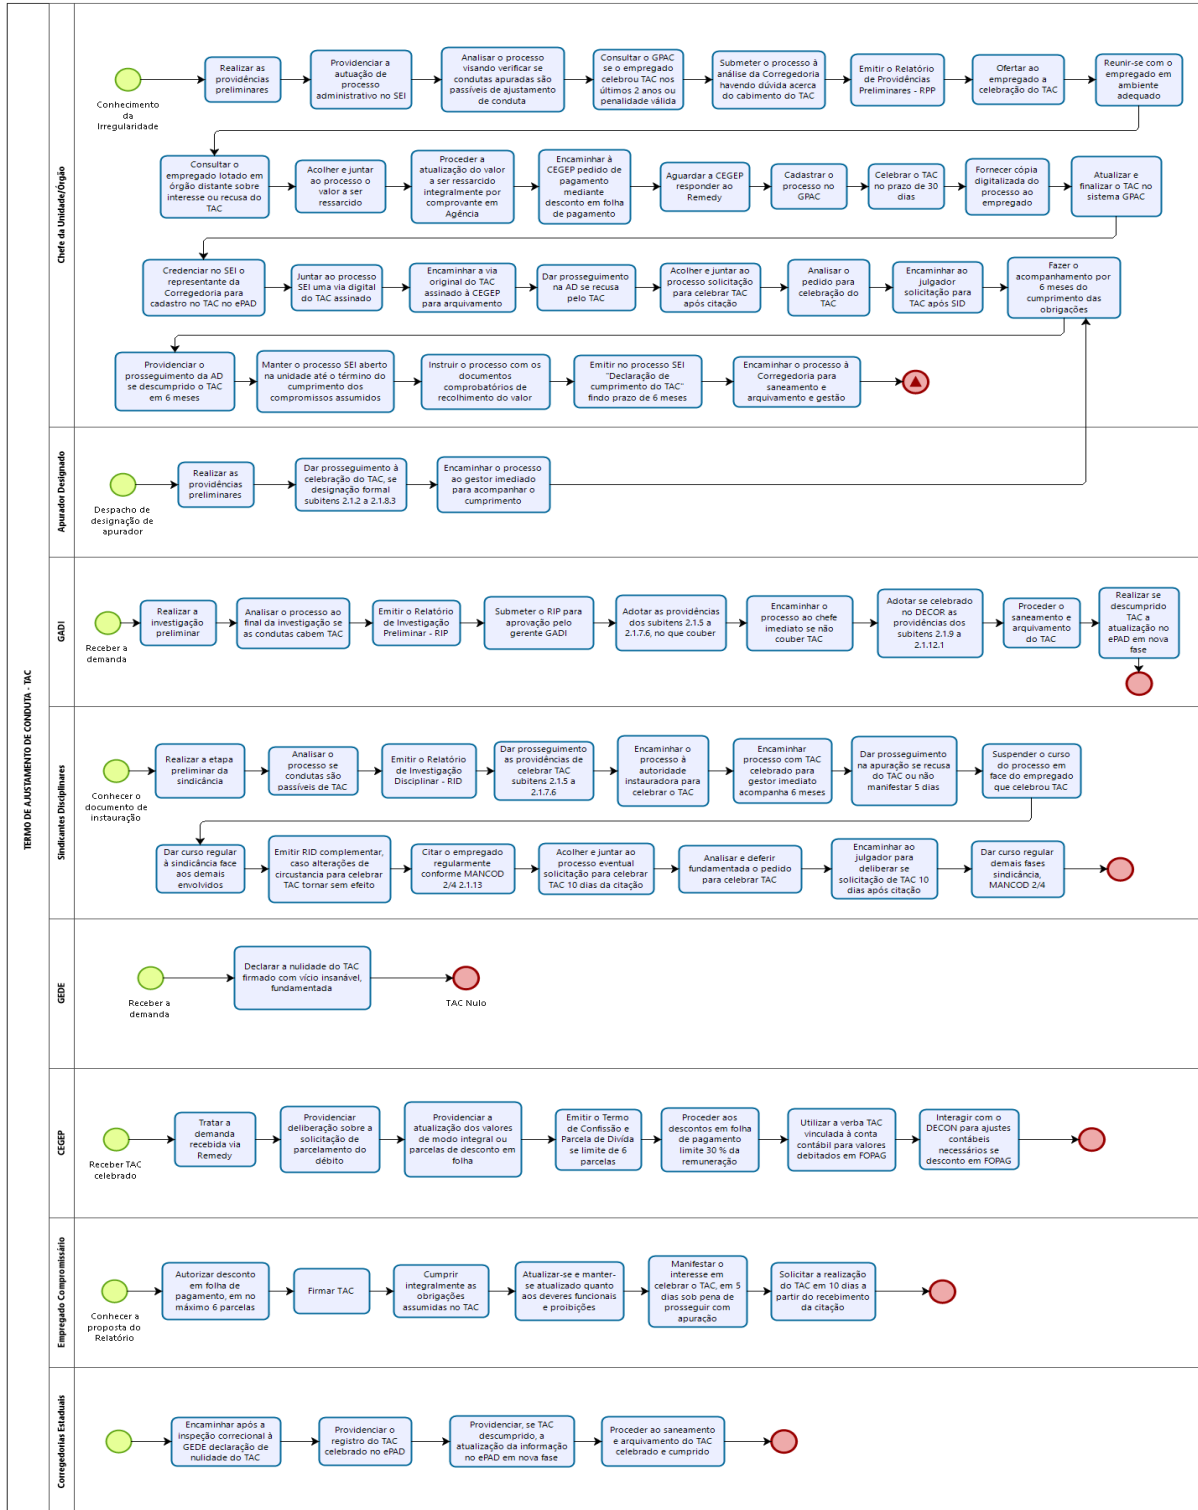 TERMO DE AJUSTAMENTO DE CONDUTA - TAC
Chefe da Unidade/Órgão
Conhecimento
da
Irregularidade
Realizar as
providências
preliminares
Providenciar a
autuação de
processo
administrativo no SEI
Analisar o processo
visando verificar se
condutas apuradas são
passíveis de ajustamento
de conduta
Consultar o GPAC
se o empregado
celebrou TAC nos
últimos 2 anos ou
penalidade válida
Submeter o processo à
análise da Corregedoria
havendo dúvida acerca
do cabimento do TAC
Emitir o Relatório
de Providências
Preliminares - RPP
Ofertar ao
empregado a
celebração do TAC
Reunir-se com o
empregado em
ambiente
adequado
Consultar o
empregado lotado em
órgão distante sobre
interesse ou recusa do
TAC
Acolher e juntar
ao processo o
valor a ser
ressarcido
Proceder a
atualização do valor
a ser ressarcido
integralmente por
comprovante em
Agência
Encaminhar à
CEGEP pedido de
pagamento
mediante
desconto em folha
de pagamento
Aguardar a CEGEP
responder ao
Remedy
Cadastrar o
processo no
GPAC
Celebrar o TAC
no prazo de 30
dias
Fornecer cópia
digitalizada do
processo ao
empregado
Atualizar e
finalizar o TAC no
sistema GPAC
Credenciar no SEI o
representante da
Corregedoria para
cadastro no TAC no ePAD
Juntar ao processo
SEI uma via digital
do TAC assinado
Encaminhar a via
original do TAC
assinado à CEGEP
para arquivamento
Dar prosseguimento
na AD se recusa
pelo TAC
Acolher e juntar ao
processo solicitação
para celebrar TAC
após citação
Analisar o
pedido para
celebração do
TAC
Encaminhar ao
julgador
solicitação para
TAC após SID
Fazer o
acompanhamento por
6 meses do
cumprimento das
obrigações
Providenciar o
prosseguimento da AD
se descumprido o TAC
em 6 meses
Manter o processo SEI aberto
na unidade até o término do
cumprimento dos
compromissos assumidos
Instruir o processo com os
documentos
comprobatórios de
recolhimento do valor
Emitir no processo SEI
"Declaração de
cumprimento do TAC"
findo prazo de 6 meses
Encaminhar o processo à
Corregedoria para
saneamento e
arquivamento e gestão
Apurador Designado
Despacho de
designação de
apurador
Realizar as
providências
preliminares
Dar prosseguimento à
celebração do TAC, se
designação formal
subitens 2.1.2 a 2.1.8.3
Encaminhar o processo
ao gestor imediado
para acompanhar o
cumprimento
GADI
Receber a
demanda
Realizar a
investigação
preliminar
Analisar o processo ao
final da investigação se
as condutas cabem TAC
Emitir o Relatório
de Investigação
Preliminar - RIP
Submeter o RIP para
aprovação pelo
gerente GADI
Adotar as providências
dos subitens 2.1.5 a
2.1.7.6, no que couber
Encaminhar o
processo ao chefe
imediato se não
couber TAC
Adotar se celebrado
no DECOR as
providências dos
subitens 2.1.9 a
2.1.12.1
Proceder o
saneamento e
arquivamento
do TAC
Realizar se
descumprido
TAC a
atualização no
ePAD em nova
fase
Sindicantes Disciplinares
Conhecer o
documento de
instauração
Realizar a etapa
preliminar da
sindicância
Analisar o
processo se
condutas são
passíveis de TAC
Emitir o Relatório
de Investigação
Disciplinar - RID
Dar prosseguimento
as providências de
celebrar TAC
subitens 2.1.5 a
2.1.7.6
Encaminhar o
processo à
autoridade
instauradora para
celebrar o TAC
Encaminhar
processo com TAC
celebrado para
gestor imediato
acompanha 6 meses
Dar prosseguimento
na apuração se recusa
do TAC ou não
manifestar 5 dias
Suspender o curso
do processo em
face do empregado
que celebrou TAC
Dar curso regular
à sindicância face
aos demais
envolvidos
Emitir RID complementar,
caso alterações de
circustancia para celebrar
TAC tornar sem efeito
Citar o empregado
regularmente
conforme MANCOD
2/4 2.1.13
Acolher e juntar ao
processo eventual
solicitação para celebrar
TAC 10 dias da citação
Analisar e deferir
fundamentada o pedido
para celebrar TAC
Encaminhar ao
julgador para
deliberar se
solicitação de TAC 10
dias após citação
Dar curso regular
demais fases
sindicância,
MANCOD 2/4
GEDE
Receber a
demanda
Declarar a nulidade do TAC
firmado com vício insanável,
fundamentada
TAC Nulo
CEGEP
Receber TAC
celebrado
Tratar a
demanda
recebida via
Remedy
Providenciar
deliberação sobre a
solicitação de
parcelamento do
débito
Providenciar a
atualização dos valores
de modo integral ou
parcelas de desconto em
folha
Emitir o Termo
de Confissão e
Parcela de Divída
se limite de 6
parcelas
Proceder aos
descontos em folha
de pagamento
limite 30 % da
remuneração
Utilizar a verba TAC
vinculada à conta
contábil para valores
debitados em FOPAG
Interagir com o
DECON para ajustes
contábeis
necessários se
desconto em FOPAG
Empregado Compromissário
Conhecer a
proposta do
Relatório
Autorizar desconto
em folha de
pagamento, em no
máximo 6 parcelas
Firmar TAC
Cumprir
integralmente as
obrigações
assumidas no TAC
Atualizar-se e manter-
se atualizado quanto
aos deveres funcionais
e proibições
Manifestar o
interesse em
celebrar o TAC, em 5
dias sob pena de
prosseguir com
apuração
Solicitar a realização
do TAC em 10 dias a
partir do recebimento
da citação
Corregedorias Estaduais
Encaminhar após a
inspeção correcional à
GEDE declaração de
nulidade do TAC
Providenciar o
registro do TAC
celebrado no ePAD
Providenciar, se TAC
descumprido, a
atualização da informação
no ePAD em nova fase
Proceder ao saneamento
e arquivamento do TAC
celebrado e cumprido